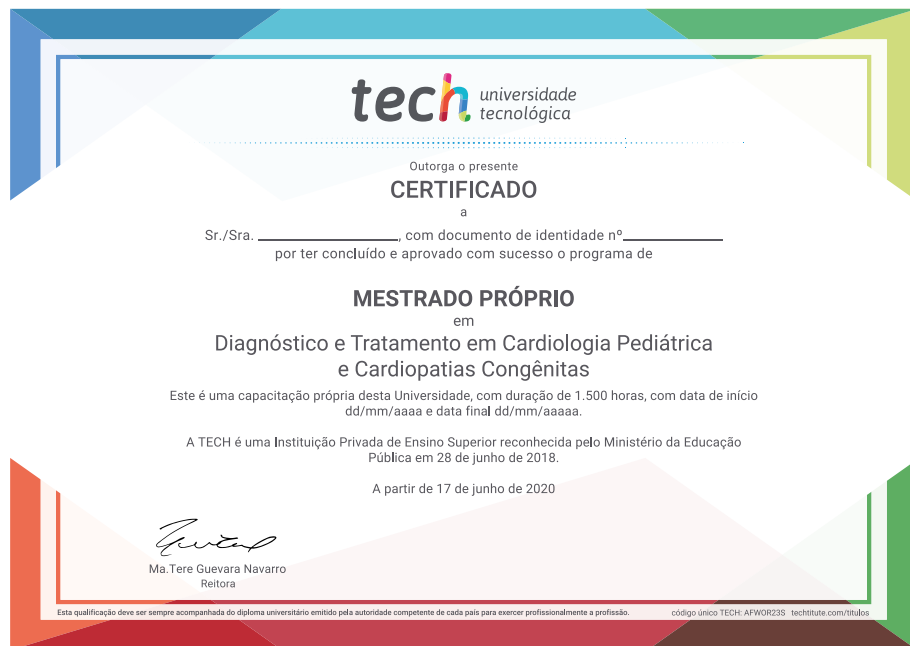 tech universidade
tecnológica
Outorga o presente
CERTIFICADO
a
Sr./Sra. ________________, com documento de identidade nº____________
por ter concluído e aprovado com sucesso o programa de
MESTRADO PRÓPRIO
em
Diagnóstico e Tratamento em Cardiologia Pediátrica
e Cardiopatias Congênitas
Este é uma capacitação própria desta Universidade, com duração de 1.500 horas, com data de início
dd/mm/aaaa e data final dd/mm/aaaaa.
A TECH é uma Instituição Privada de Ensino Superior reconhecida pelo Ministério da Educação
Pública em 28 de junho de 2018.
A partir de 17 de junho de 2020
Ma.Tere Guevara Navarro
Reitora
Esta qualificação deve ser sempre acompanhada do diploma universitário emitido pela autoridade competente de cada país para exercer profissionalmente a profissão. código único TECH: AFWOR23S techtitute.com/titulos